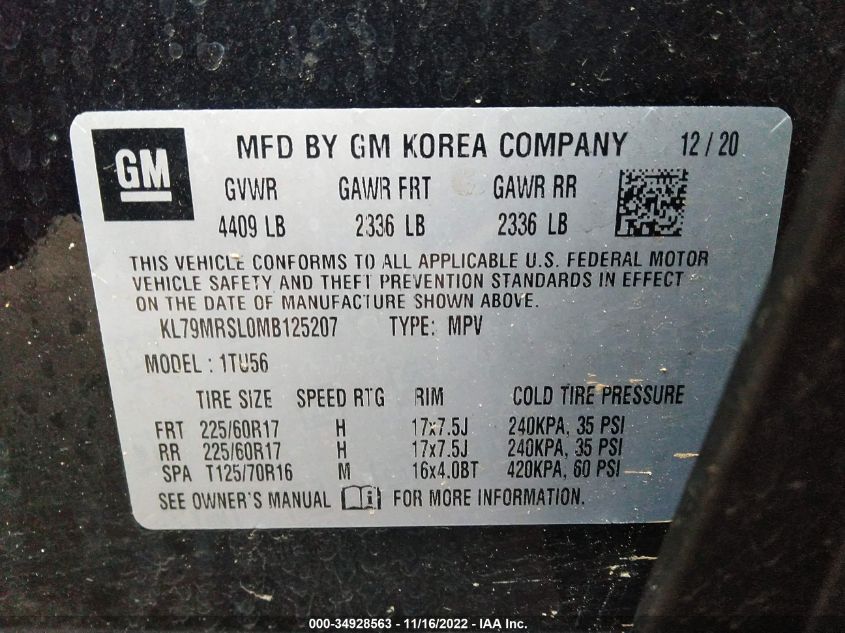 GM
MFD BY GM KOREA COMPANY 12/20
GVWR GAWR FRT GAWR RR
4409 LB 2336 LB 2336 LB
THIS VEHICLE CONFORMS TO ALL APPLICABLE U.S. FEDERAL MOTOR
VEHICLE SAFETY AND THEFT PREVENTION STANDARDS IN EFFECT
ON THE DATE OF MANUFACTURE SHOWN ABOVE.
KL79MRSL0MB125207 TYPE: MPV
MODEL: 1TU56
TIRE SIZE SPEED RTG RIM COLD TIRE PRESSURE
FRT 225/60R17 H 17x7.5J 240KPA, 35 PSI
RR 225/60R17 H 17x7.5J 240KPA, 35 PSI
SPA T125/70R16 M 16x4.0BT 420KPA, 60 PSI
SEE OWNER'S MANUAL i FOR MORE INFORMATION.
000-34928563 - 11/16/2022 - IAA Inc.